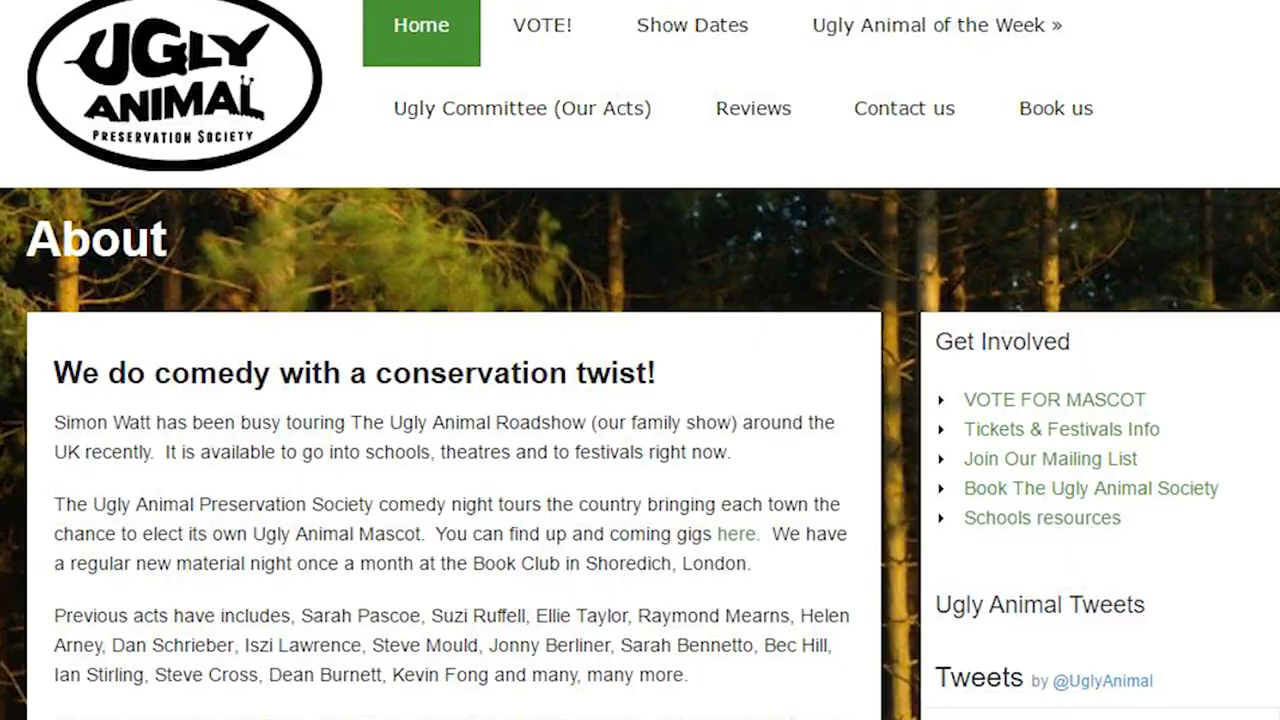 UGLY
ANIMAL
PRESERVATION SOCIETY
Home
VOTE!
Show Dates
Ugly Animal of the Week »
Ugly Committee (Our Acts)
Reviews
Contact us
Book us
About
We do comedy with a conservation twist!
Simon Watt has been busy touring The Ugly Animal Roadshow (our family show) around the
UK recently.  It is available to go into schools, theatres and to festivals right now.
The Ugly Animal Preservation Society comedy night tours the country bringing each town the
chance to elect its own Ugly Animal Mascot.  You can find up and coming gigs here.  We have
a regular new material night once a month at the Book Club in Shoredich, London.
Previous acts have includes, Sarah Pascoe, Suzi Ruffell, Ellie Taylor, Raymond Mearns, Helen
Arney, Dan Schrieber, Iszi Lawrence, Steve Mould, Jonny Berliner, Sarah Bennetto, Bec Hill,
Ian Stirling, Steve Cross, Dean Burnett, Kevin Fong and many, many more.
Get Involved
VOTE FOR MASCOT
Tickets & Festivals Info
Join Our Mailing List
Book The Ugly Animal Society
Schools resources
Ugly Animal Tweets
Tweets by @UglyAnimal